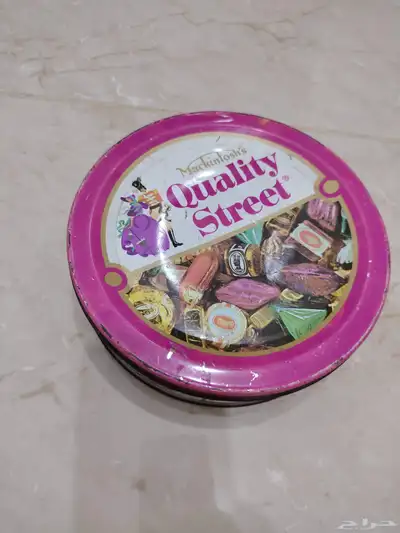 Mackintosh's
Quality
Street®
حراج